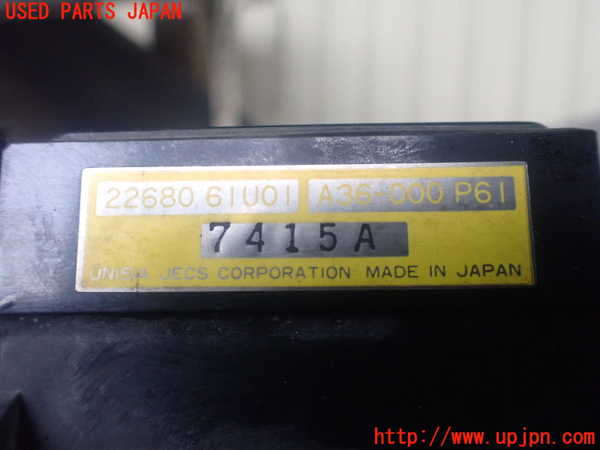 USED PARTS JAPAN
22680 61U01 A36-000 P61
7415A
UNISIA JECS CORPORATION MADE IN JAPAN
http://www.upjpn.com/